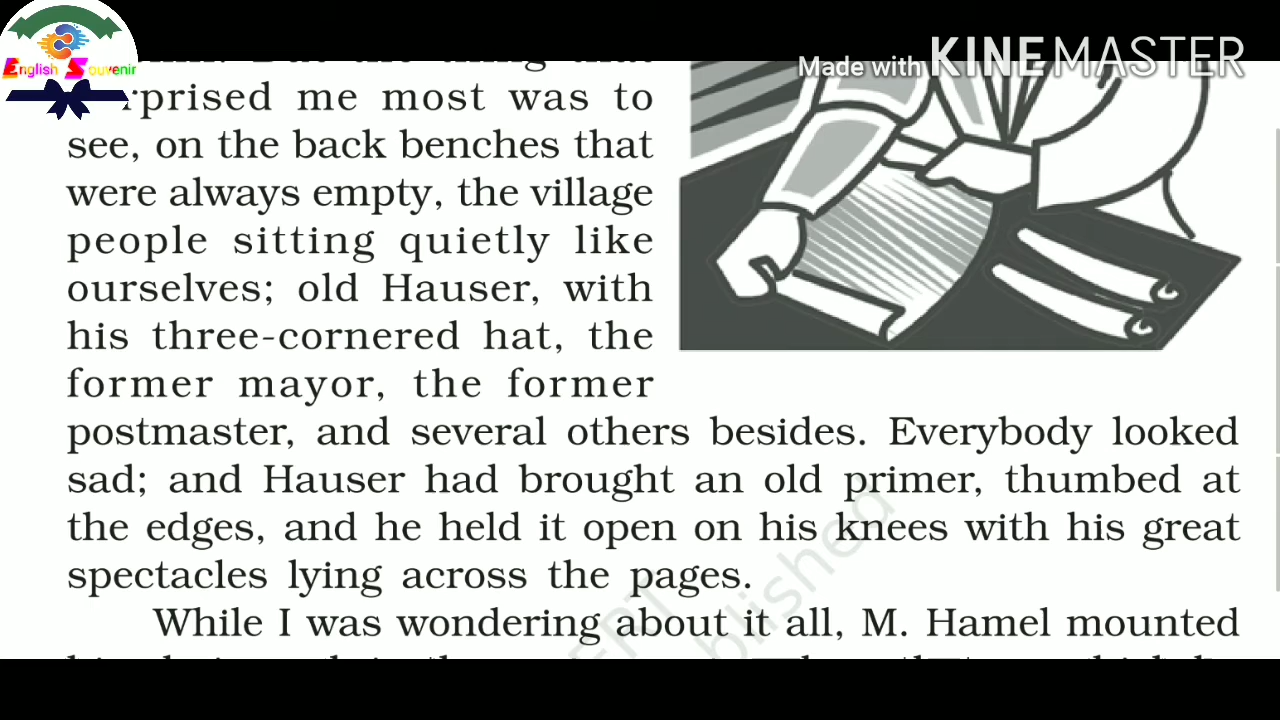 English Souvenir
Made with KINEMASTER
rprised me most was to
see, on the back benches that
were always empty, the village
people sitting quietly like
ourselves; old Hauser, with
his three-cornered hat, the
former mayor, the former
postmaster, and several others besides. Everybody looked
sad; and Hauser had brought an old primer, thumbed at
the edges, and he held it open on his knees with his great
spectacles lying across the pages.
While I was wondering about it all, M. Hamel mounted
blished